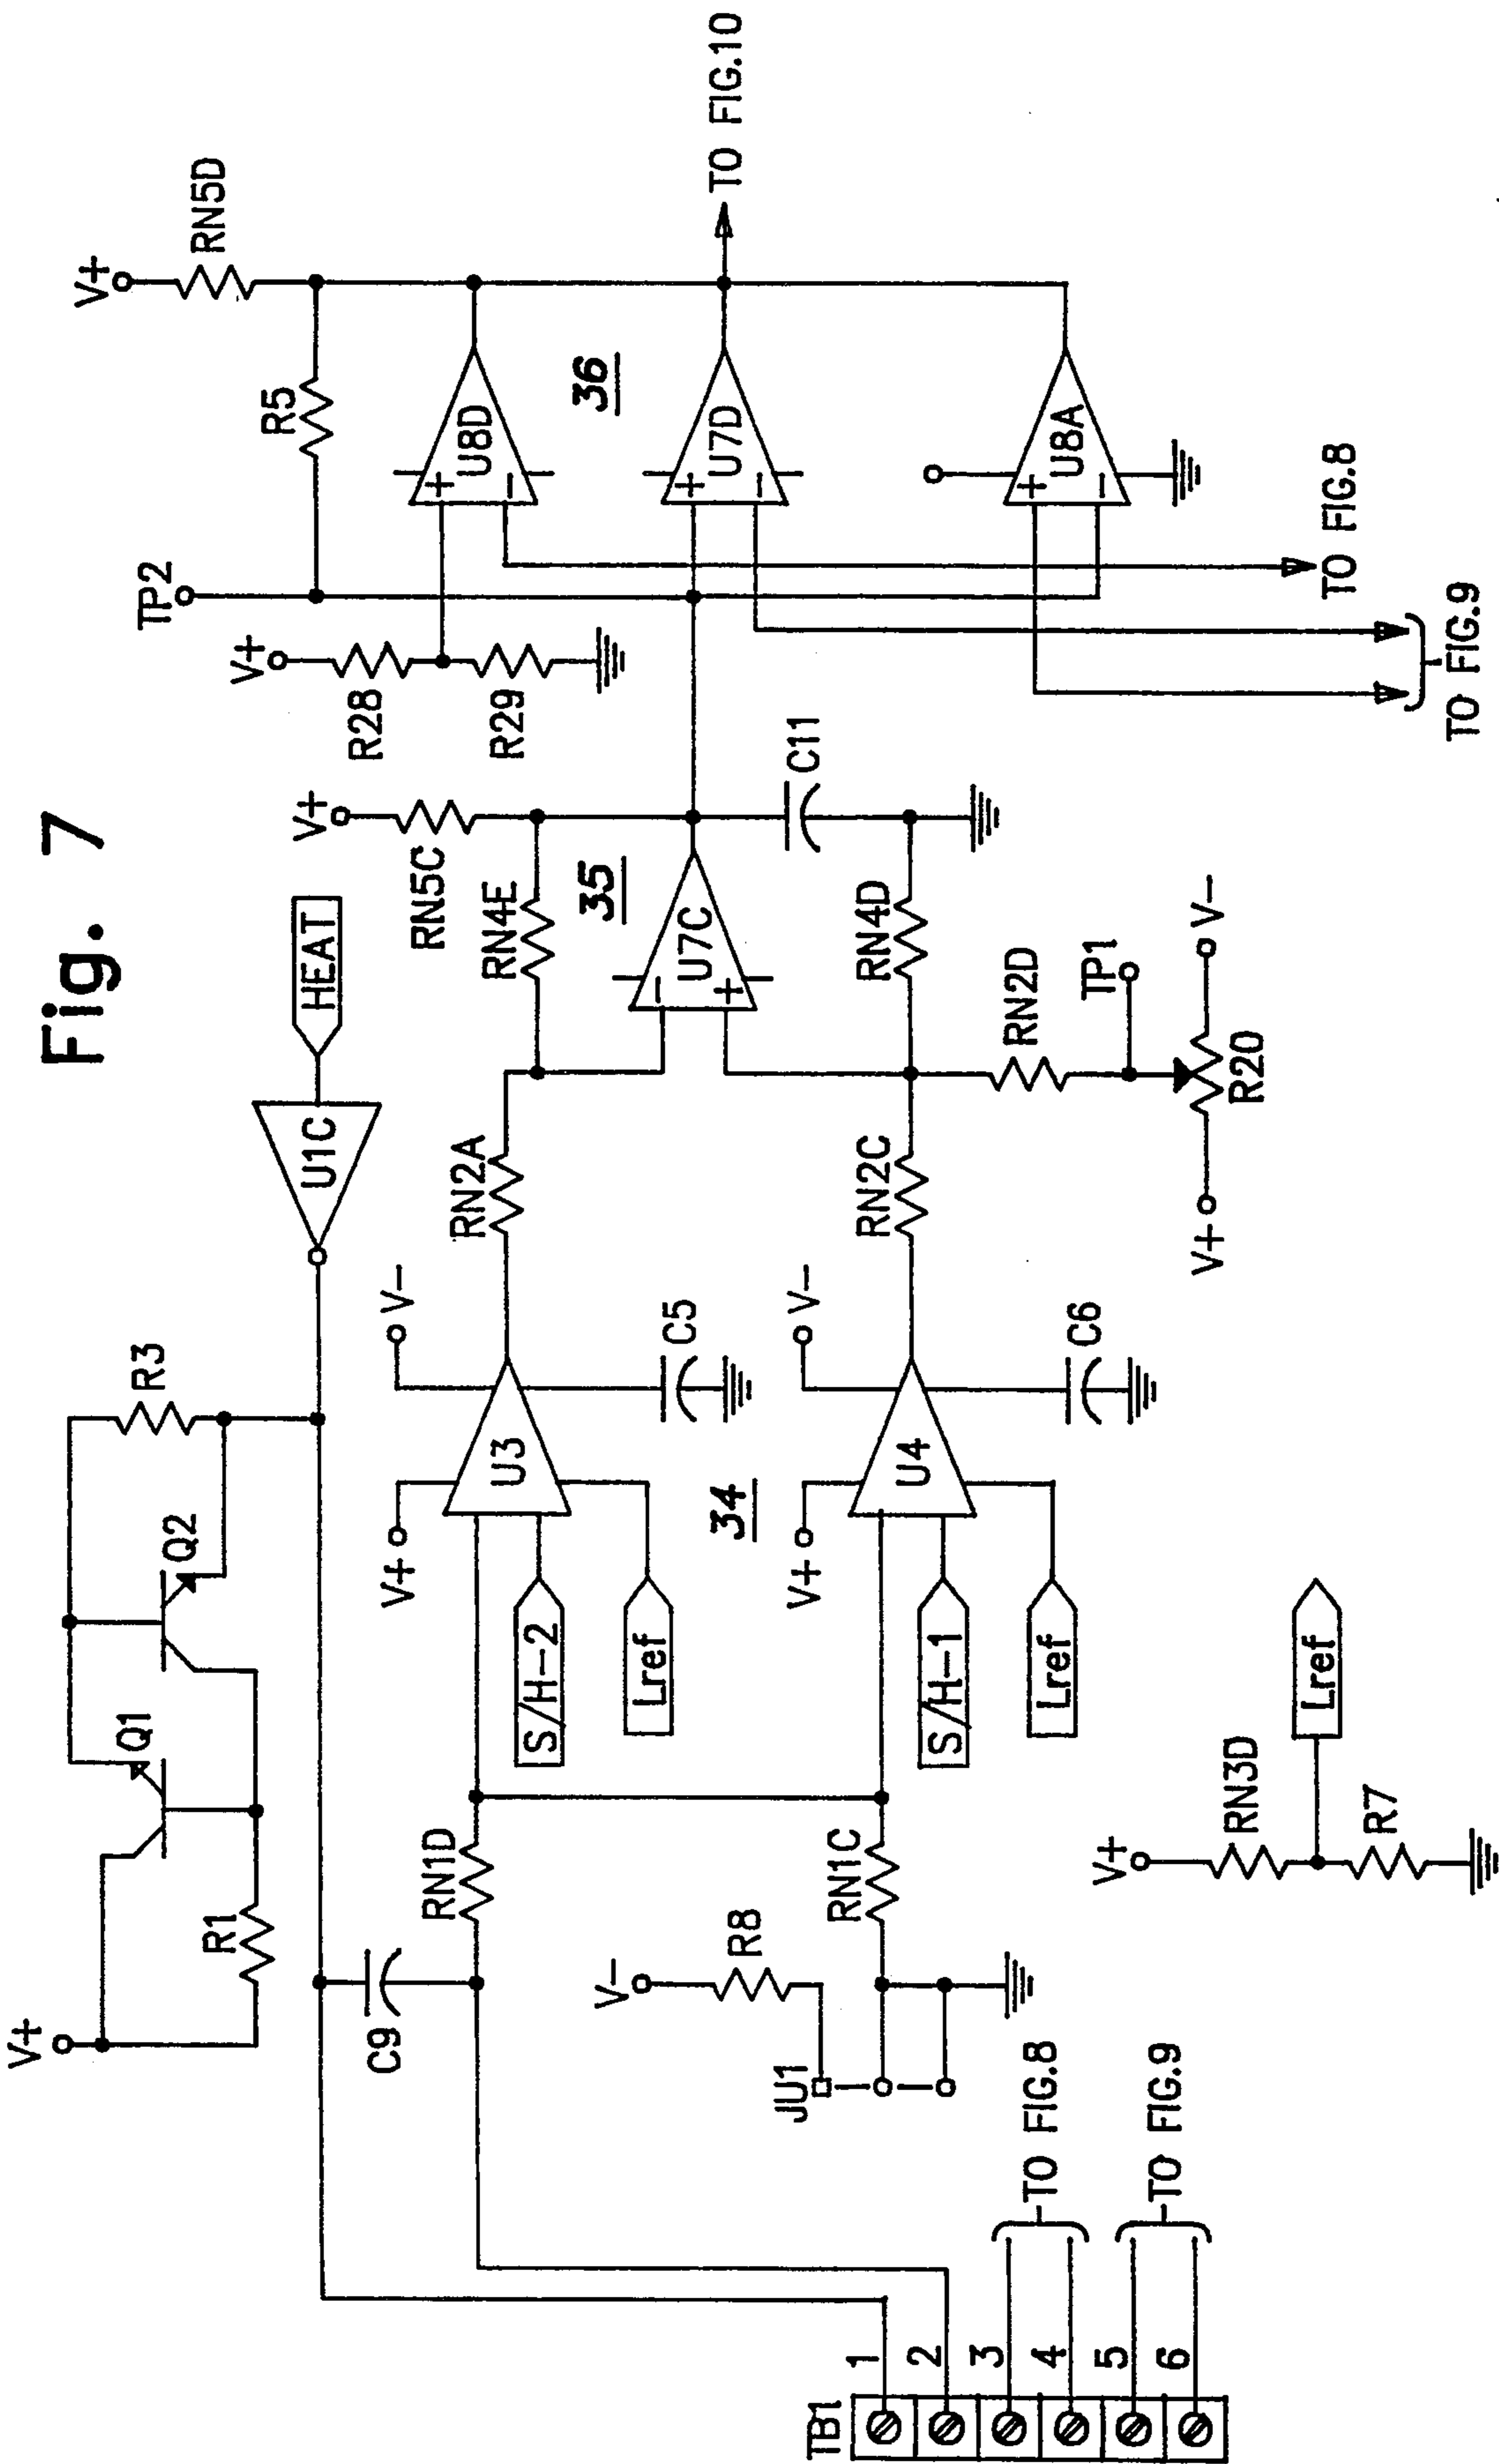 Fig. 7
V+
R1
Q1
Q2
R3
U1C
HEAT
C9
RN1D
V+
U3
V-
C5
S/H-2
Lref
34
RN2A
RN4E
RN5C
V+
35
U7C
C11
RN4D
RN2C
RN2D
TP1
V+
R20
V-
V-
R8
JU1
RN1C
V+
U4
V-
C6
S/H-1
Lref
V+
RN3D
R7
Lref
V+
R28
R29
TP2
R5
V+
RN5D
U8D
36
U7D
U8A
TO FIG.10
TO FIG.8
TO FIG.9
TB1
1
2
3
4
5
6
TO FIG.8
TO FIG.9
+
-
+
-
+
-
-
+